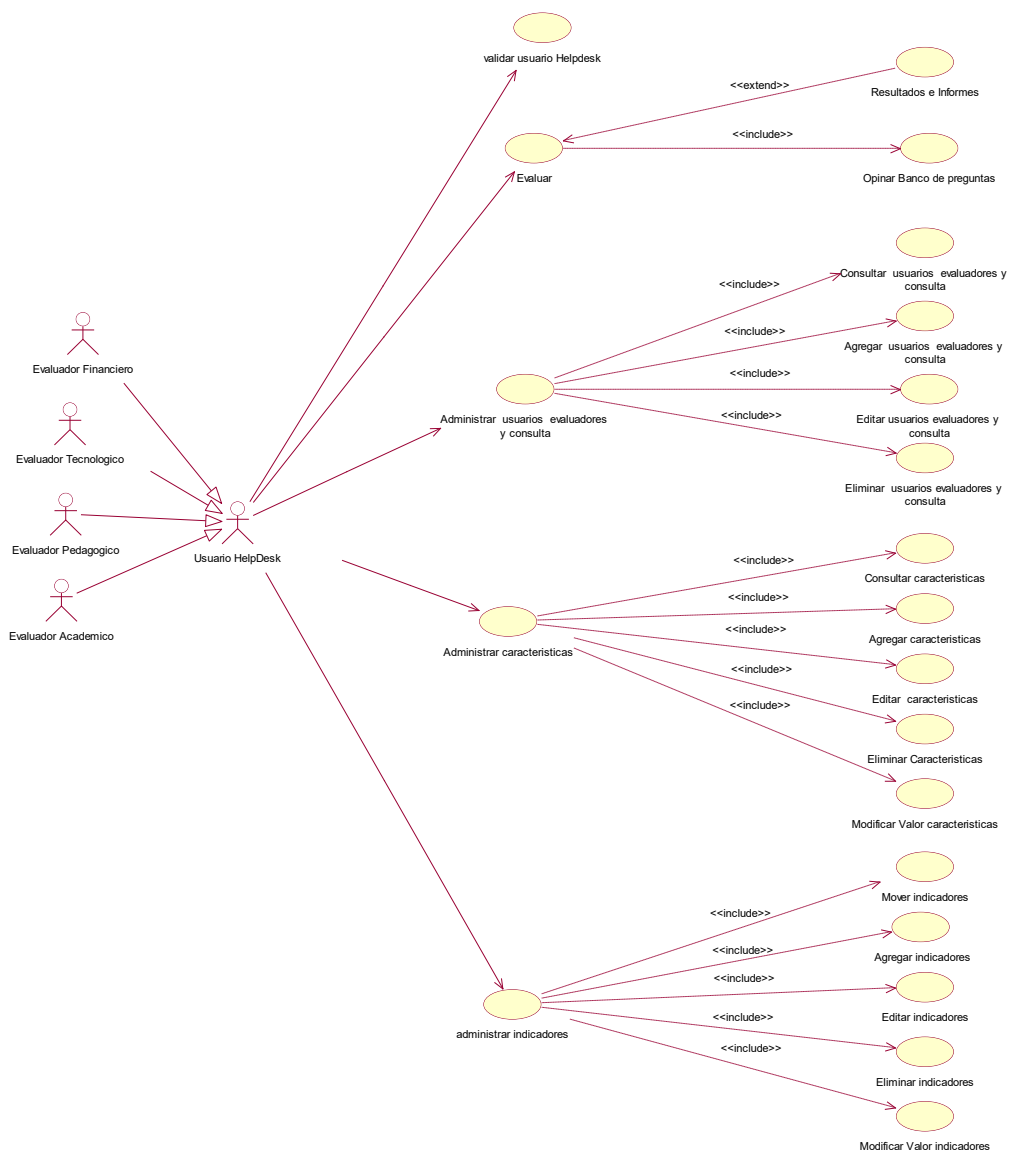 validar usuario Helpdesk
<<extend>>
Resultados e Informes
<<include>>
Evaluar
Opinar Banco de preguntas
<<include>>
Consultar usuarios evaluadores y
consulta
<<include>>
Agregar usuarios evaluadores y
consulta
<<include>>
Editar usuarios evaluadores y
consulta
<<include>>
Eliminar usuarios evaluadores y
consulta
Administrar usuarios evaluadores
y consulta
Evaluador Financiero
Evaluador Tecnologico
Evaluador Pedagogico
Evaluador Academico
Usuario HelpDesk
<<include>>
Consultar caracteristicas
<<include>>
Agregar caracteristicas
<<include>>
Editar caracteristicas
<<include>>
Eliminar Caracteristicas
<<include>>
Modificar Valor caracteristicas
Administrar caracteristicas
<<include>>
Mover indicadores
<<include>>
Agregar indicadores
<<include>>
Editar indicadores
<<include>>
Eliminar indicadores
<<include>>
Modificar Valor indicadores
administrar indicadores